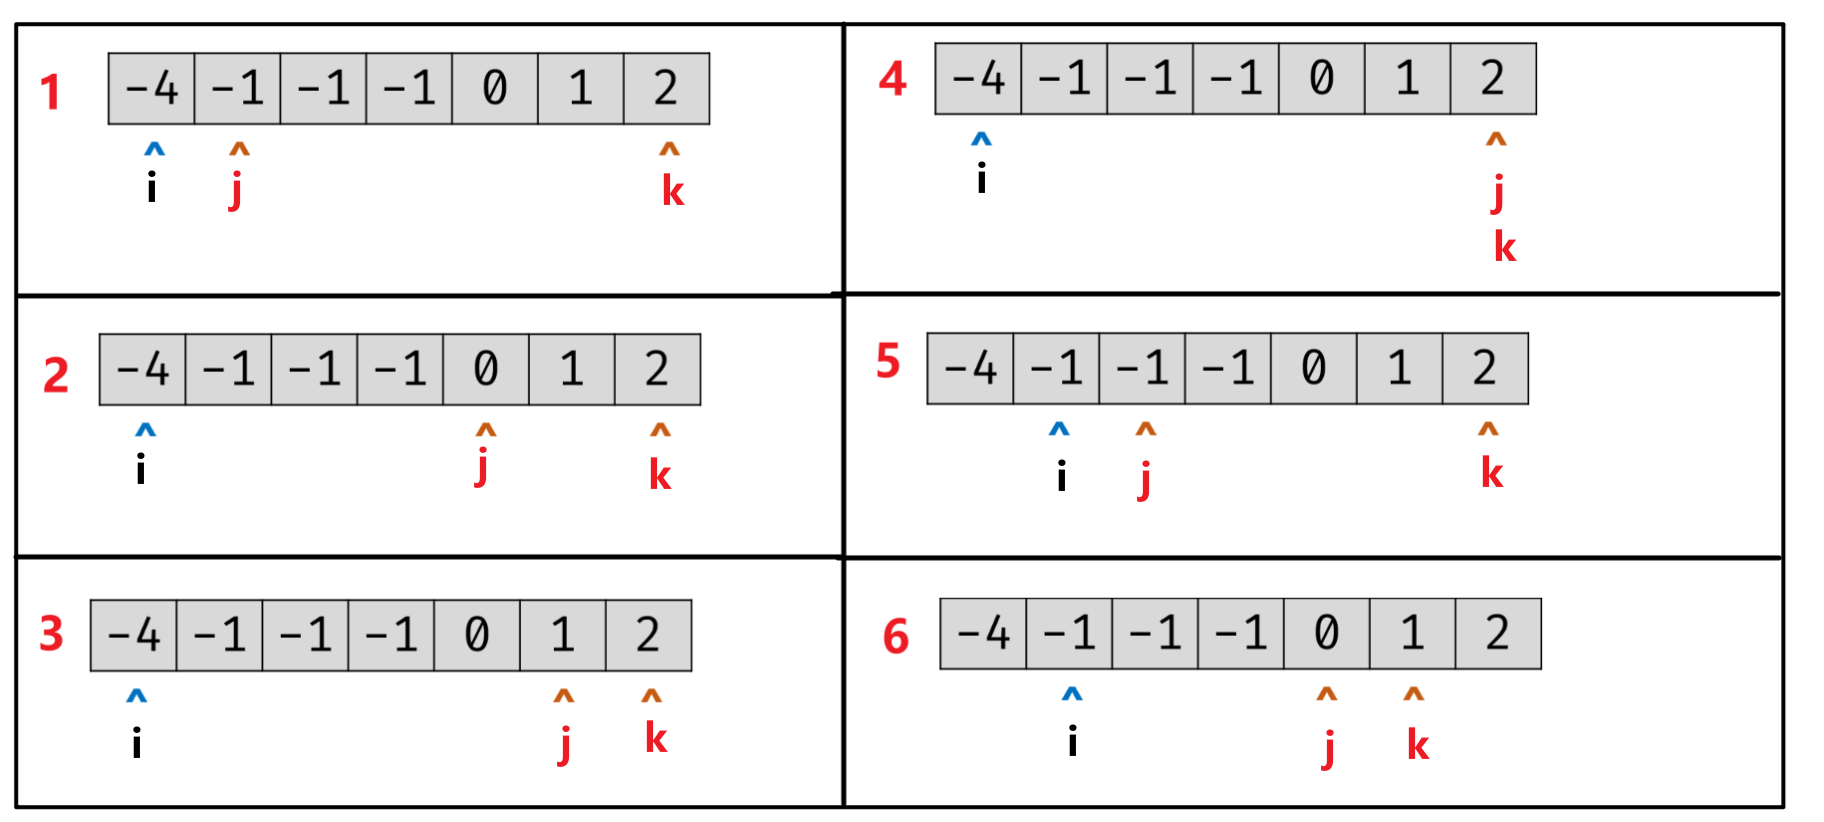 1 -4 -1 -1 -1 0 1 2
i j k
2 -4 -1 -1 -1 0 1 2
i j k
3 -4 -1 -1 -1 0 1 2
i j k
4 -4 -1 -1 -1 0 1 2
i j
k
5 -4 -1 -1 -1 0 1 2
i j k
6 -4 -1 -1 -1 0 1 2
i j k